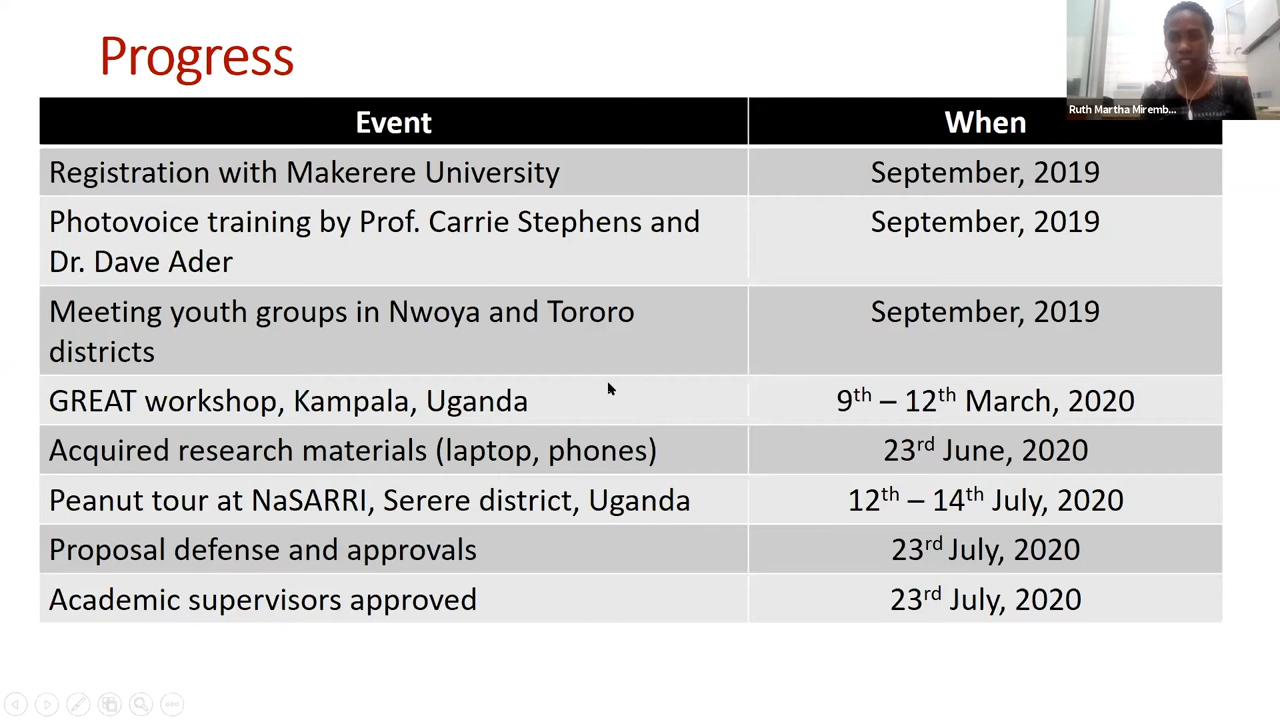 Progress
Ruth Martha Miremb...
Event When
Registration with Makerere University September, 2019
Photovoice training by Prof. Carrie Stephens and September, 2019
Dr. Dave Ader
Meeting youth groups in Nwoya and Tororo September, 2019
districts
GREAT workshop, Kampala, Uganda 9th – 12th March, 2020
Acquired research materials (laptop, phones) 23rd June, 2020
Peanut tour at NaSARRI, Serere district, Uganda 12th – 14th July, 2020
Proposal defense and approvals 23rd July, 2020
Academic supervisors approved 23rd July, 2020